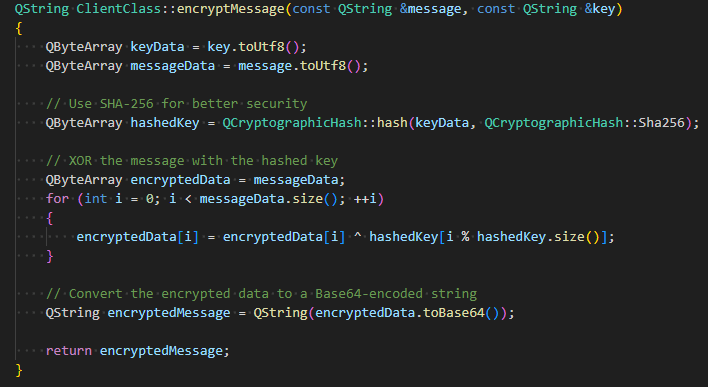 QString ClientClass::encryptMessage(const QString &message, const QString &key)
{
    QByteArray keyData = key.toUtf8();
    QByteArray messageData = message.toUtf8();

    // Use SHA-256 for better security
    QByteArray hashedKey = QCryptographicHash::hash(keyData, QCryptographicHash::Sha256);

    // XOR the message with the hashed key
    QByteArray encryptedData = messageData;
    for (int i = 0; i < messageData.size(); ++i)
    {
        encryptedData[i] = encryptedData[i] ^ hashedKey[i % hashedKey.size()];
    }

    // Convert the encrypted data to a Base64-encoded string
    QString encryptedMessage = QString(encryptedData.toBase64());

    return encryptedMessage;
}